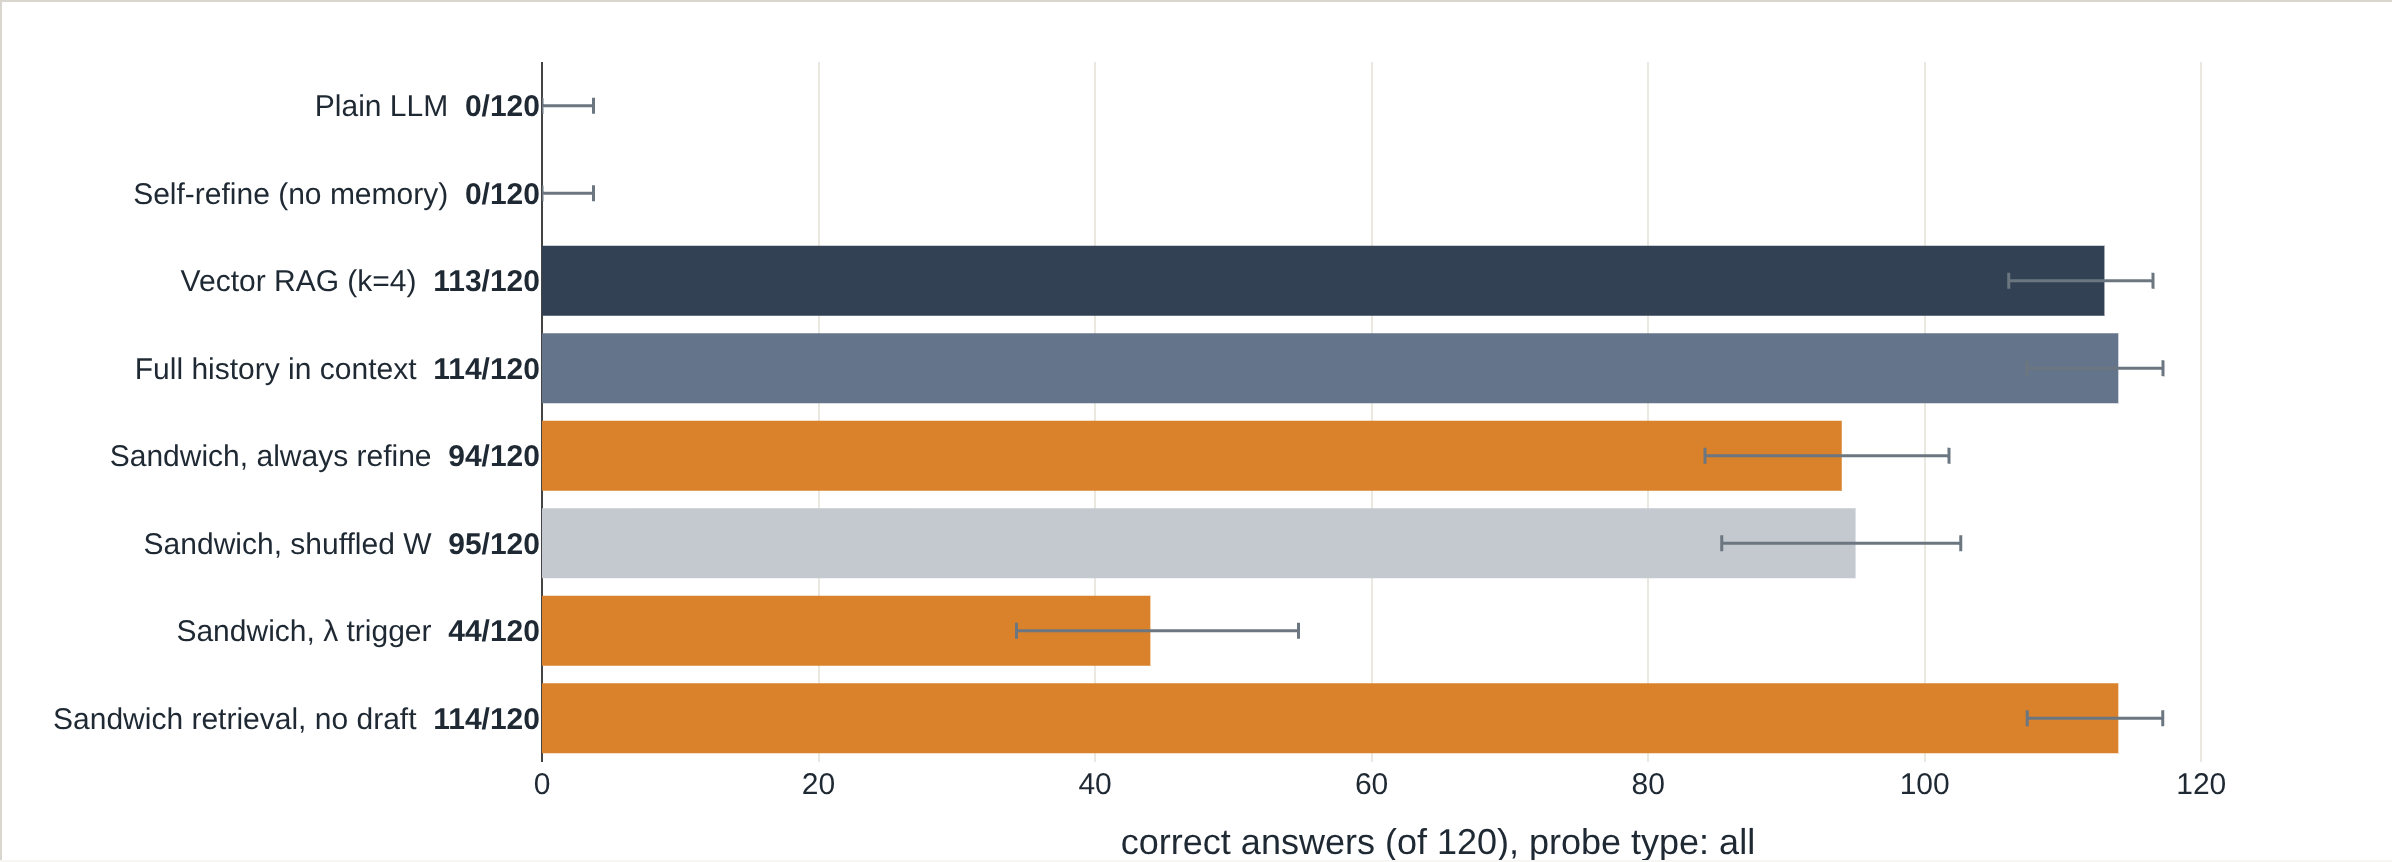 Plain LLM 0/120
Self-refine (no memory) 0/120
Vector RAG (k=4) 113/120
Full history in context 114/120
Sandwich, always refine 94/120
Sandwich, shuffled W 95/120
Sandwich, λ trigger 44/120
Sandwich retrieval, no draft 114/120
0 20 40 60 80 100 120
correct answers (of 120), probe type: all